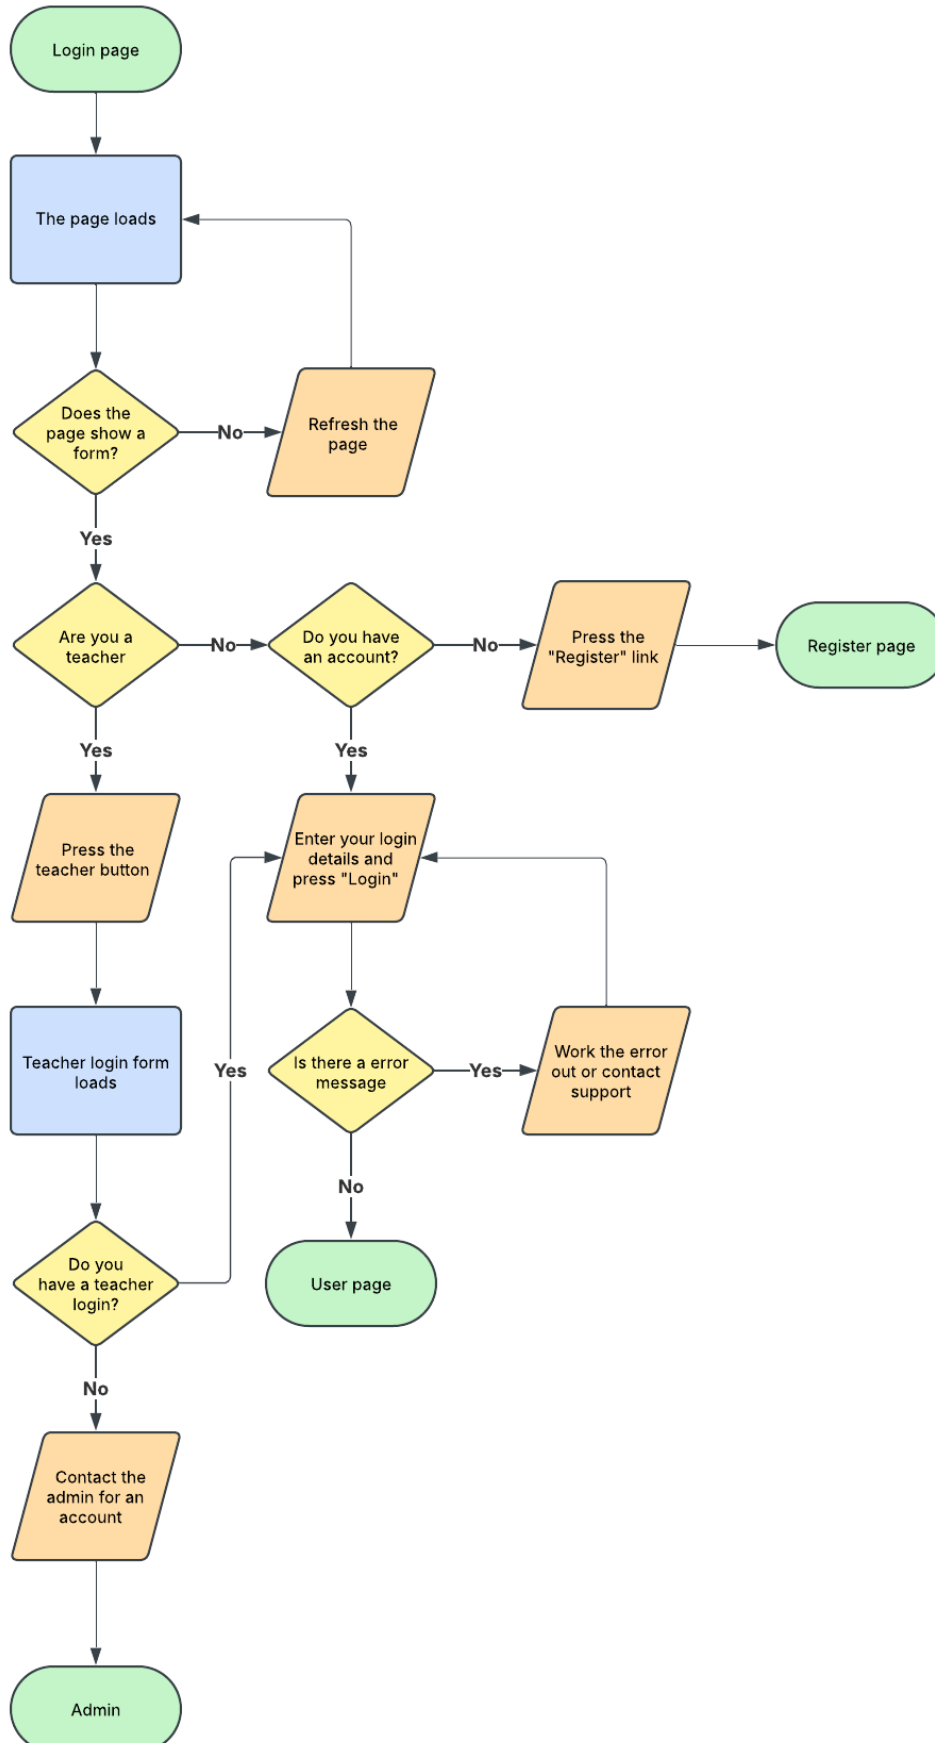 Login page
The page loads
Does the
page show a
form?
No
Refresh the
page
Yes
Are you a
teacher
No
Do you have
an account?
No
Press the
"Register" link
Register page
Yes
Yes
Press the
teacher button
Enter your login
details and
press "Login"
Teacher login form
loads
Yes
Is there a error
message
Yes
Work the error
out or contact
support
No
Do you
have a teacher
login?
User page
No
Contact the
admin for an
account
Admin